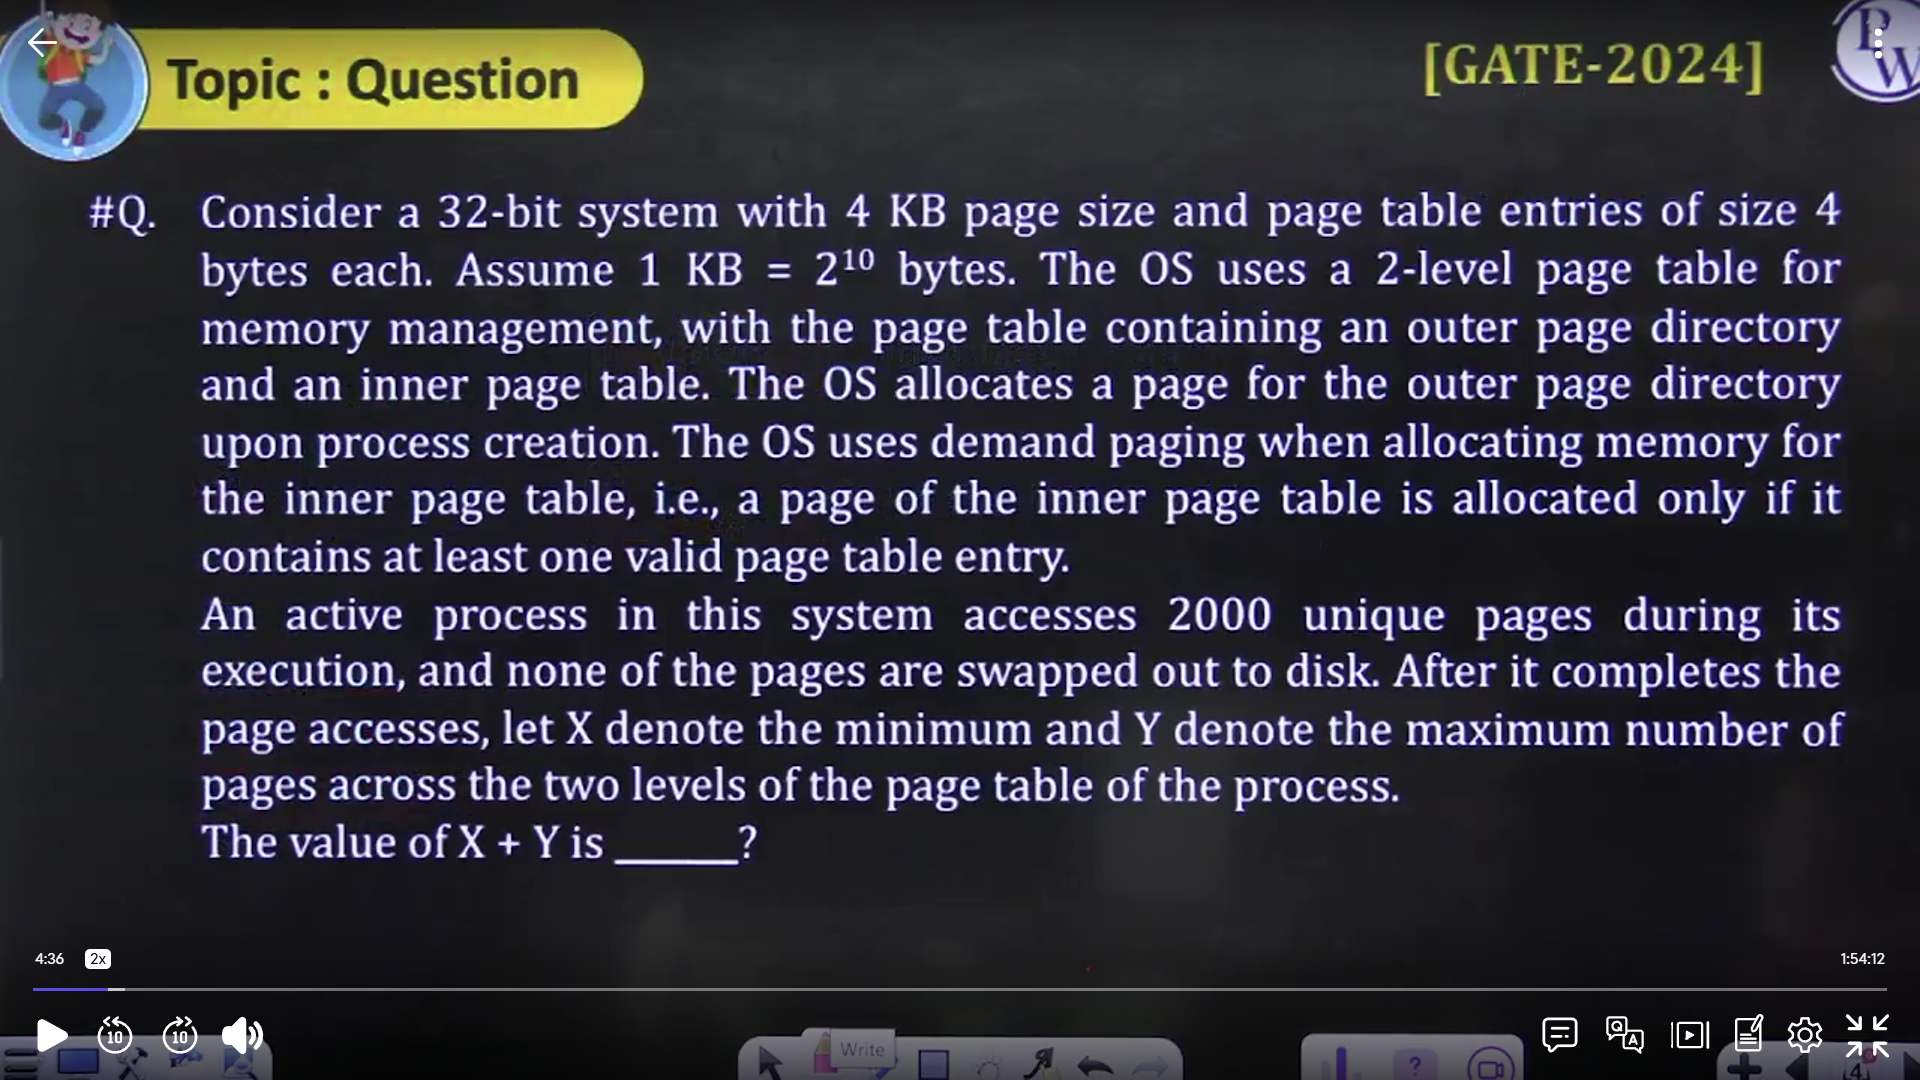 Topic : Question
[GATE-2024]
PW
#Q. Consider a 32-bit system with 4 KB page size and page table entries of size 4
bytes each. Assume 1 KB = 2¹⁰ bytes. The OS uses a 2-level page table for
memory management, with the page table containing an outer page directory
and an inner page table. The OS allocates a page for the outer page directory
upon process creation. The OS uses demand paging when allocating memory for
the inner page table, i.e., a page of the inner page table is allocated only if it
contains at least one valid page table entry.
An active process in this system accesses 2000 unique pages during its
execution, and none of the pages are swapped out to disk. After it completes the
page accesses, let X denote the minimum and Y denote the maximum number of
pages across the two levels of the page table of the process.
The value of X + Y is ______?
4:36 2x 1:54:12
10 10
Q A
Write
?
4